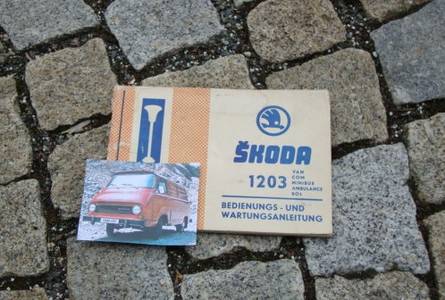 ŠKODA
1203
VAN
COM
MINIBUS
AMBULANCE
BEDIENUNGS - UND
WARTUNGSANLEITUNG